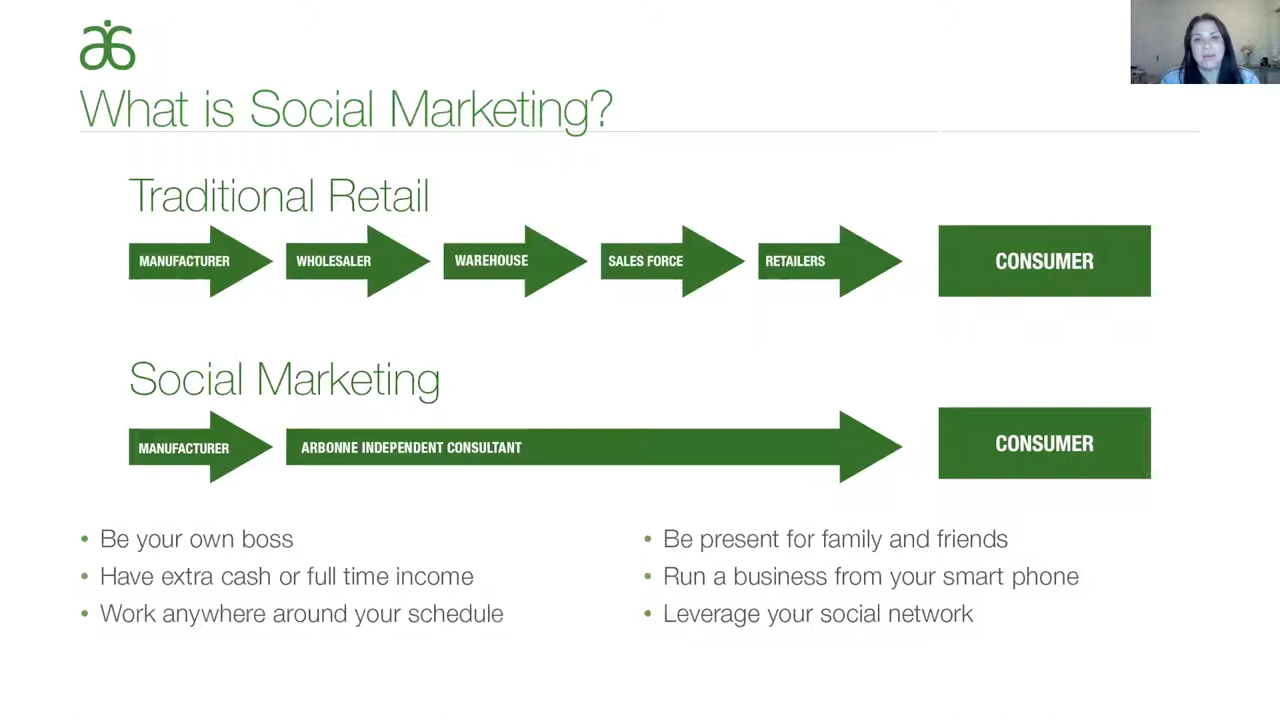 What is Social Marketing?
Traditional Retail
MANUFACTURER
WHOLESALER
WAREHOUSE
SALES FORCE
RETAILERS
CONSUMER
Social Marketing
MANUFACTURER
ARBONNE INDEPENDENT CONSULTANT
CONSUMER
• Be your own boss
• Have extra cash or full time income
• Work anywhere around your schedule
• Be present for family and friends
• Run a business from your smart phone
• Leverage your social network